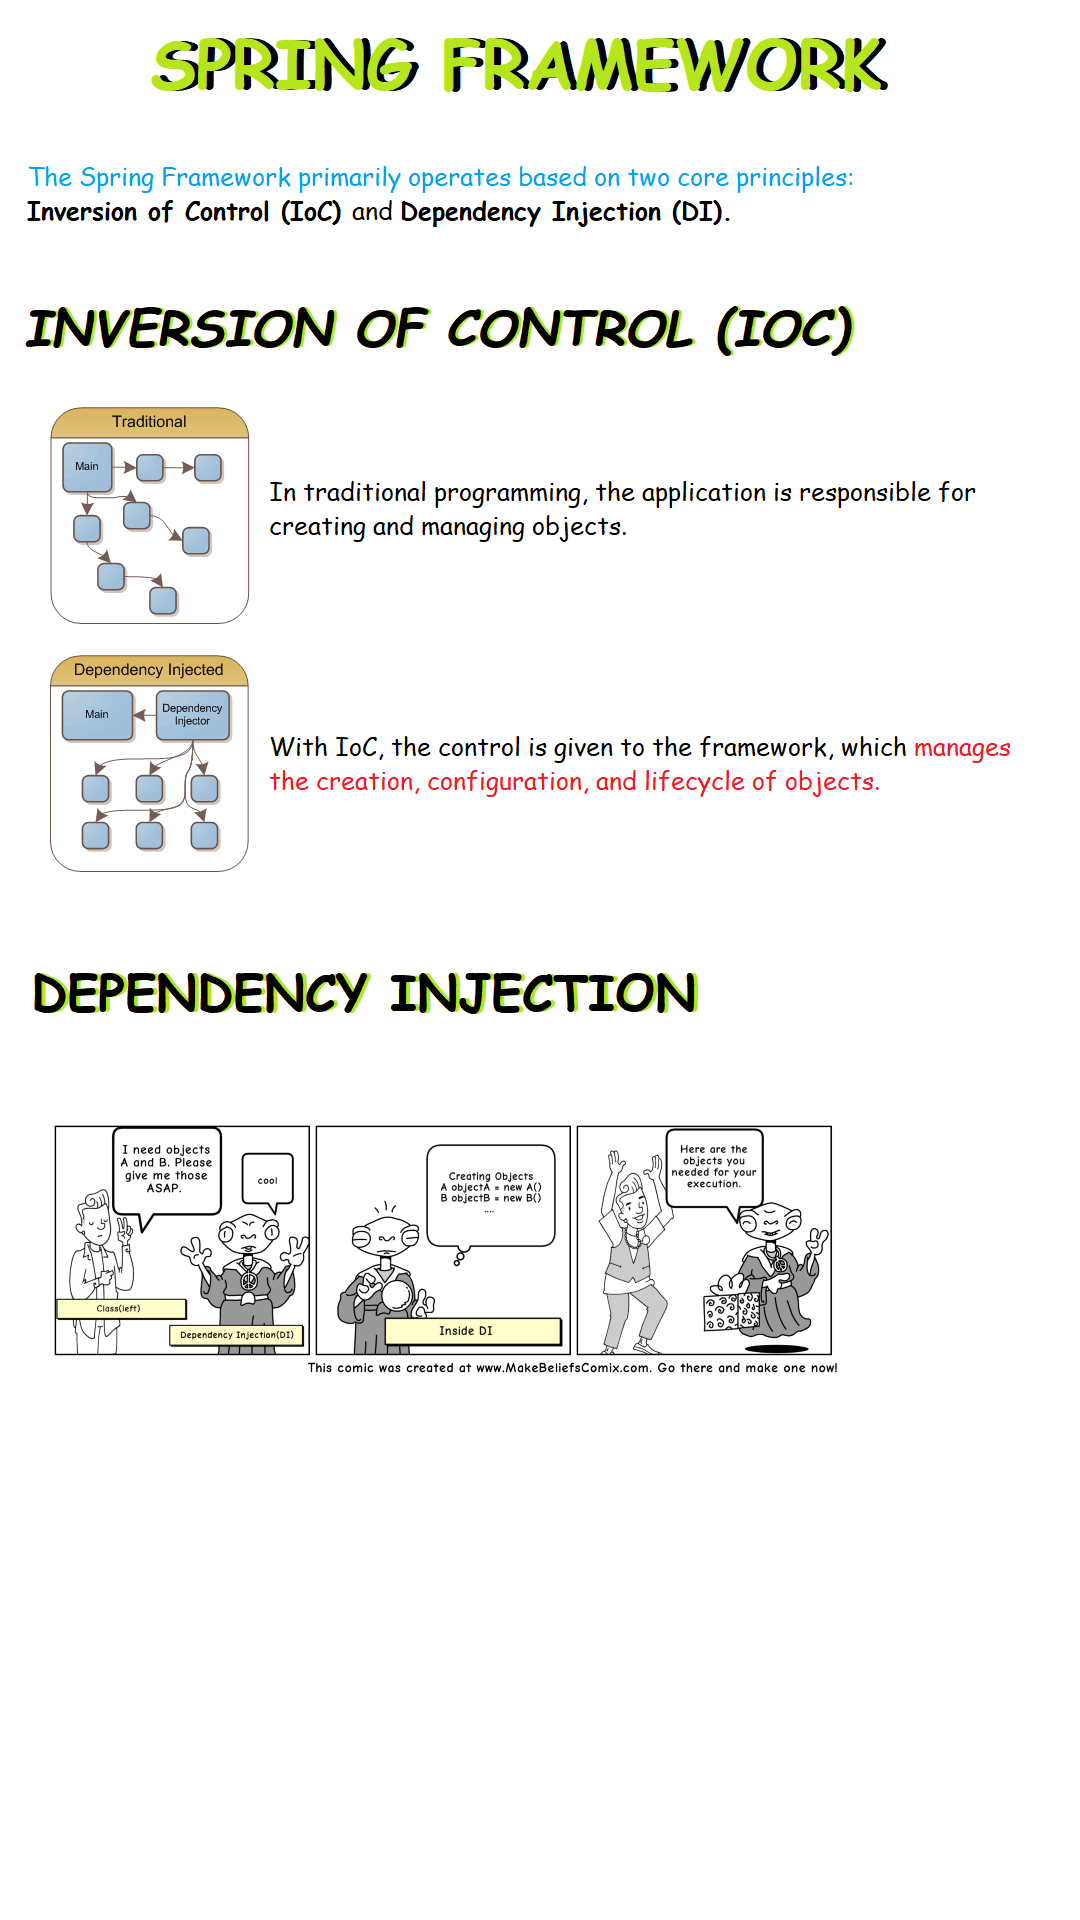 SPRING FRAMEWORK
The Spring Framework primarily operates based on two core principles:
Inversion of Control (IoC) and Dependency Injection (DI).
INVERSION OF CONTROL (IOC)
Traditional
Main
In traditional programming, the application is responsible for
creating and managing objects.
Dependency Injected
Main
Dependency
Injector
With IoC, the control is given to the framework, which manages
the creation, configuration, and lifecycle of objects.
DEPENDENCY INJECTION
I need objects
A and B. Please
give me those
ASAP.
cool
Class(left)
Dependency Injection(DI)
Creating Objects
A objectA = new A()
B objectB = new B()
....
Inside DI
Here are the
objects you
needed for your
execution.
This comic was created at www.MakeBeliefsComix.com. Go there and make one now!